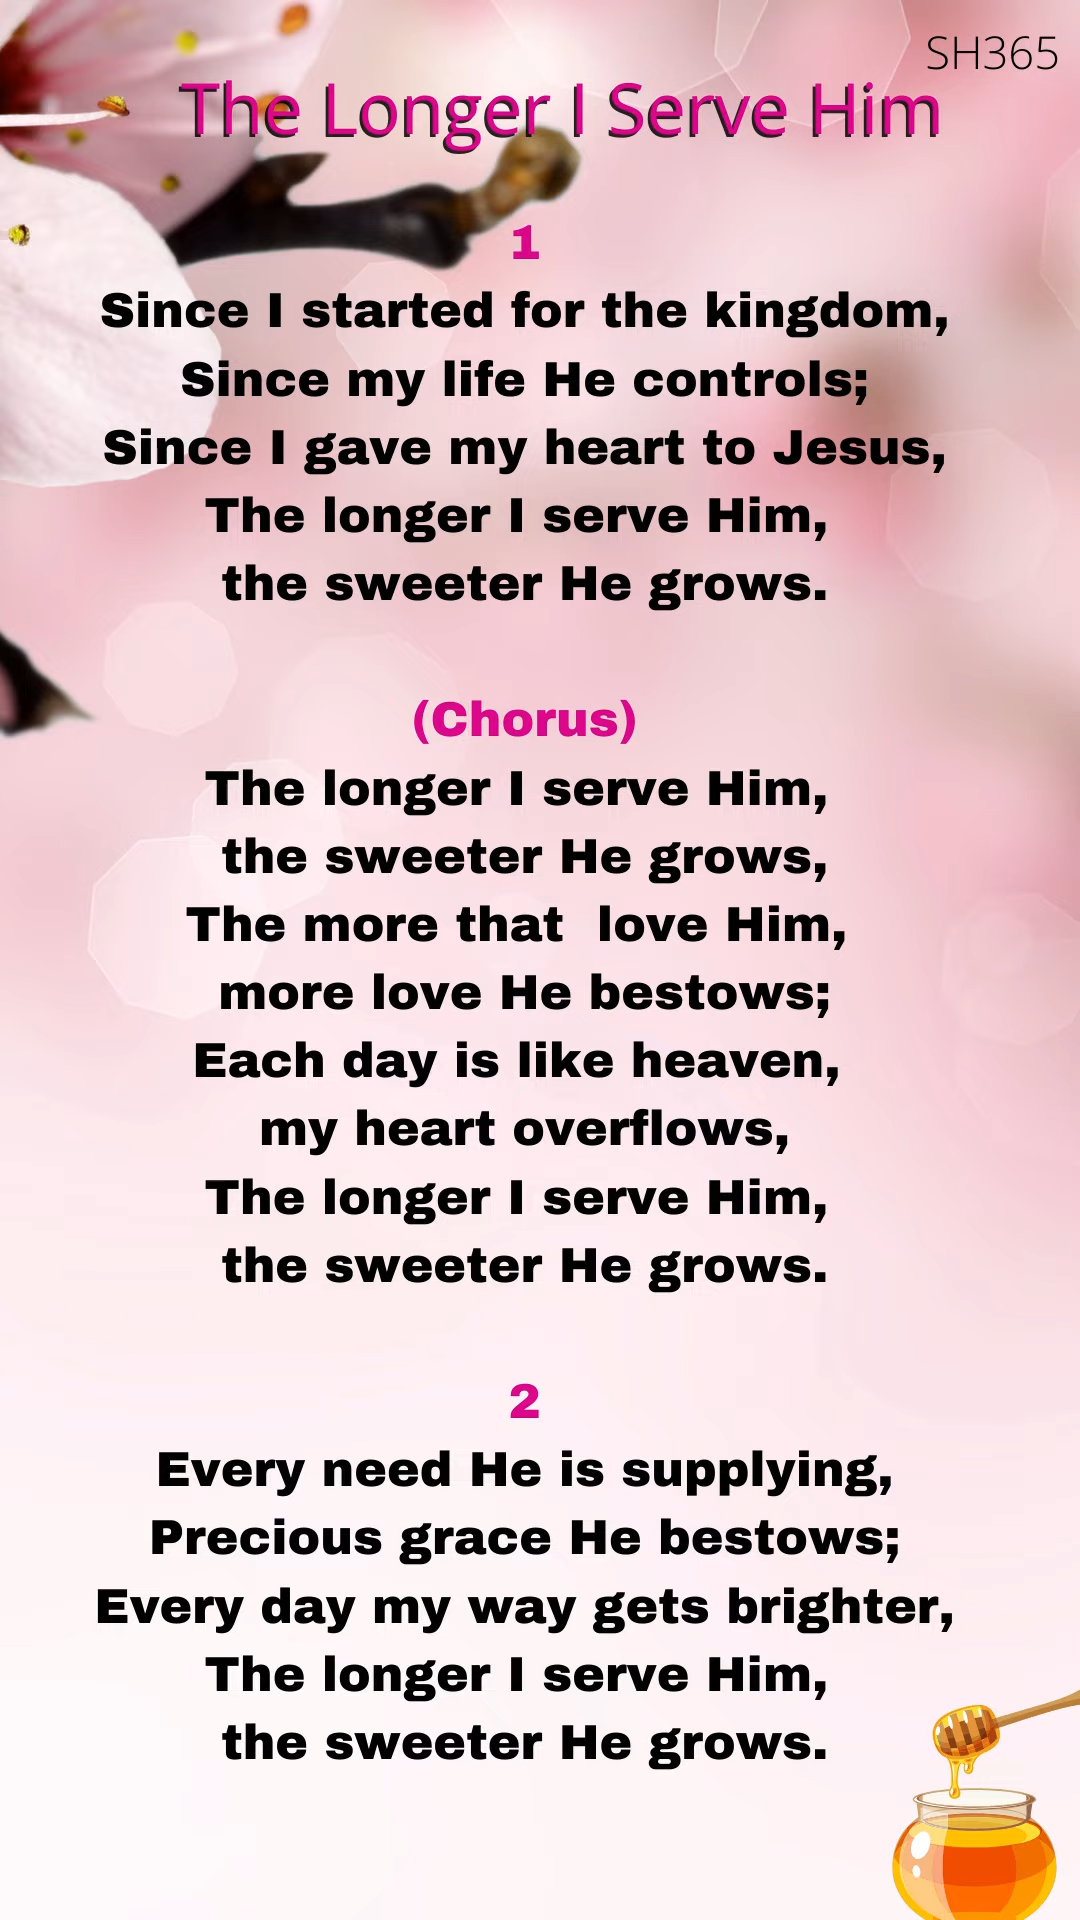 SH365
The Longer I Serve Him
1
Since I started for the kingdom,
Since my life He controls;
Since I gave my heart to Jesus,
The longer I serve Him,
the sweeter He grows.
(Chorus)
The longer I serve Him,
the sweeter He grows,
The more that  love Him,
more love He bestows;
Each day is like heaven,
my heart overflows,
The longer I serve Him,
the sweeter He grows.
2
Every need He is supplying,
Precious grace He bestows;
Every day my way gets brighter,
The longer I serve Him,
the sweeter He grows.